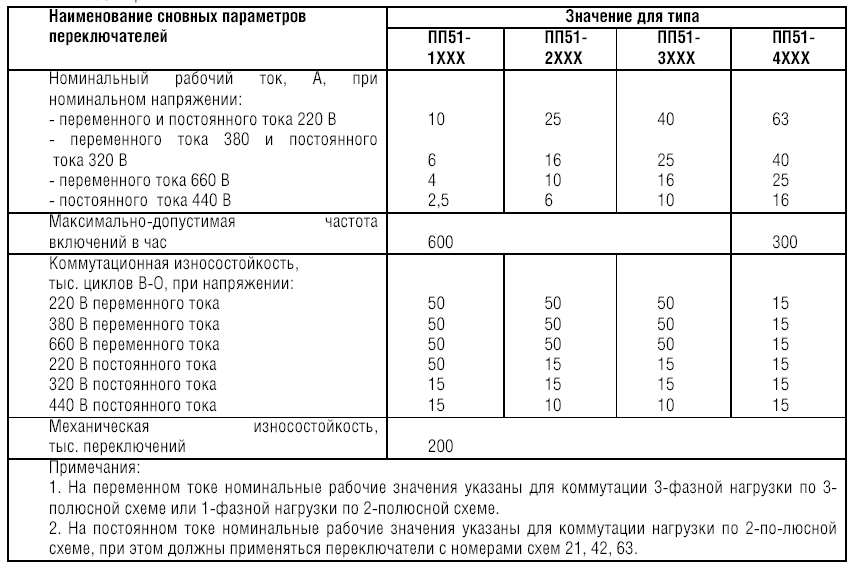 Наименование сновных параметров переключателей
Значение для типа
ПП51-1ХХХ
ПП51-2ХХХ
ПП51-3ХХХ
ПП51-4ХХХ
Номинальный рабочий ток, А, при
номинальном напряжении:
- переменного и постоянного тока 220 В 10 25 40 63
- переменного тока 380 и постоянного
тока 320 В 6 16 25 40
- переменного тока 660 В 4 10 16 25
- постоянного тока 440 В 2,5 6 10 16
Максимально-допустимая частота
включений в час 600 300
Коммутационная износостойкость,
тыс. циклов В-О, при напряжении:
220 В переменного тока 50 50 50 15
380 В переменного тока 50 50 50 15
660 В переменного тока 50 50 50 15
220 В постоянного тока 50 15 15 15
320 В постоянного тока 15 15 15 15
440 В постоянного тока 15 10 10 15
Механическая износостойкость,
тыс. переключений 200
Примечания:
1. На переменном токе номинальные рабочие значения указаны для коммутации 3-фазной нагрузки по 3-
полюсной схеме или 1-фазной нагрузки по 2-полюсной схеме.
2. На постоянном токе номинальные рабочие значения указаны для коммутации нагрузки по 2-по-люсной
схеме, при этом должны применяться переключатели с номерами схем 21, 42, 63.